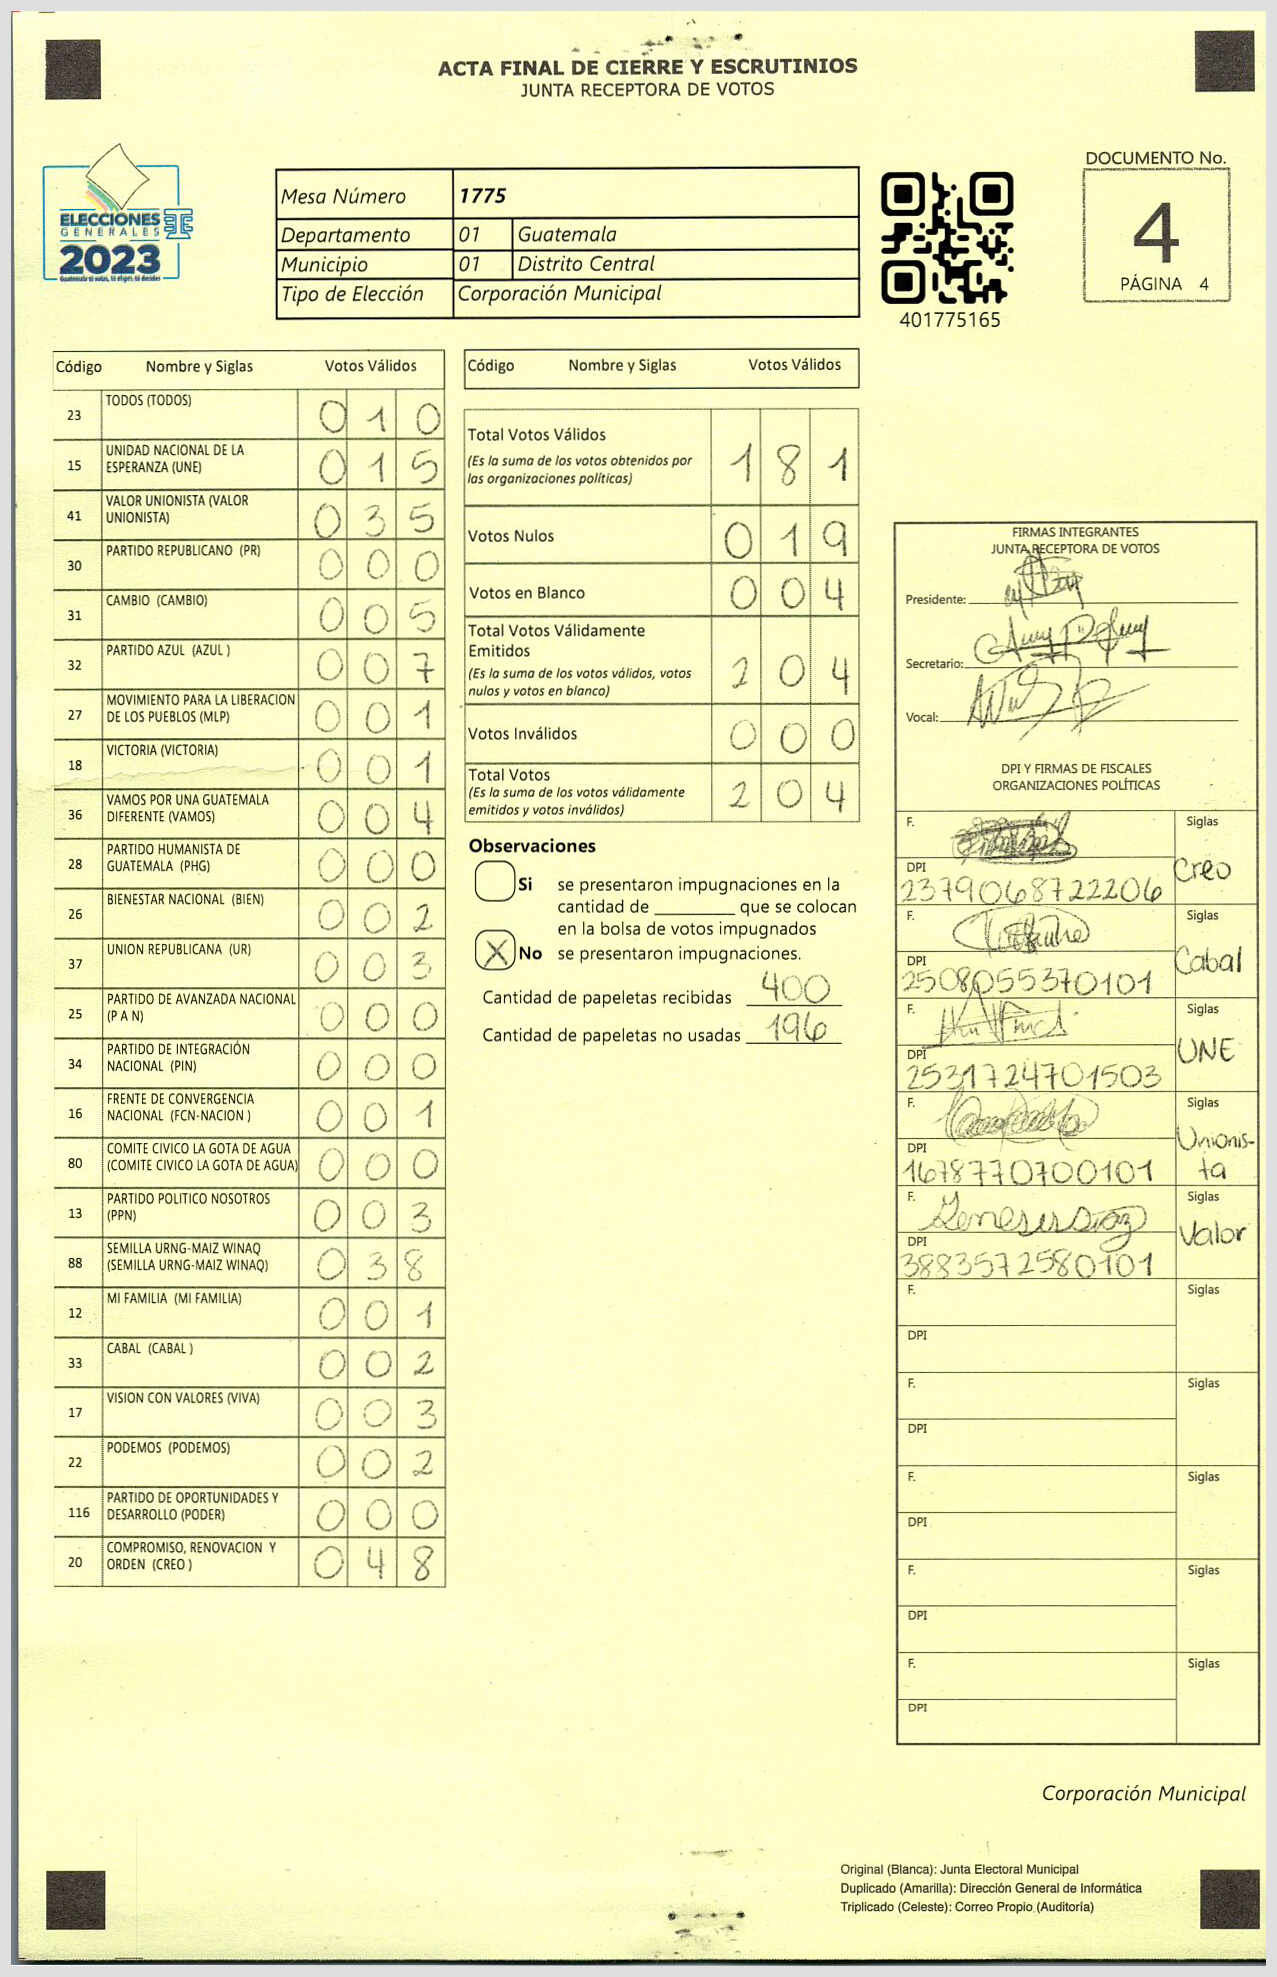 ACTA FINAL DE CIERRE Y ESCRUTINIOS
JUNTA RECEPTORA DE VOTOS
ELECCIONES
GENERALES
2023
Mesa Número 1775
Departamento 01 Guatemala
Municipio 01 Distrito Central
Tipo de Elección Corporación Municipal
401775165
DOCUMENTO No.
4
PÁGINA 4
Código Nombre y Siglas Votos Válidos
23 TODOS (TODOS) 0 1 0
15 UNIDAD NACIONAL DE LA
ESPERANZA (UNE) 0 1 5
41 VALOR UNIONISTA (VALOR
UNIONISTA) 0 3 5
30 PARTIDO REPUBLICANO (PR) 0 0 0
31 CAMBIO (CAMBIO) 0 0 5
32 PARTIDO AZUL (AZUL ) 0 0 7
27 MOVIMIENTO PARA LA LIBERACION
DE LOS PUEBLOS (MLP) 0 0 1
18 VICTORIA (VICTORIA) 0 0 1
36 VAMOS POR UNA GUATEMALA
DIFERENTE (VAMOS) 0 0 4
28 PARTIDO HUMANISTA DE
GUATEMALA (PHG) 0 0 0
26 BIENESTAR NACIONAL (BIEN) 0 0 2
37 UNION REPUBLICANA (UR) 0 0 3
25 PARTIDO DE AVANZADA NACIONAL
(P A N) 0 0 0
34 PARTIDO DE INTEGRACIÓN
NACIONAL (PIN) 0 0 0
16 FRENTE DE CONVERGENCIA
NACIONAL (FCN-NACION ) 0 0 1
80 COMITE CIVICO LA GOTA DE AGUA
(COMITE CIVICO LA GOTA DE AGUA) 0 0 0
13 PARTIDO POLITICO NOSOTROS
(PPN) 0 0 3
88 SEMILLA URNG-MAIZ WINAQ
(SEMILLA URNG-MAIZ WINAQ) 0 3 8
12 MI FAMILIA (MI FAMILIA) 0 0 1
33 CABAL (CABAL ) 0 0 2
17 VISION CON VALORES (VIVA) 0 0 3
22 PODEMOS (PODEMOS) 0 0 2
116 PARTIDO DE OPORTUNIDADES Y
DESARROLLO (PODER) 0 0 0
20 COMPROMISO, RENOVACION Y
ORDEN (CREO ) 0 4 8
Código Nombre y Siglas Votos Válidos
Total Votos Válidos
(Es la suma de los votos obtenidos por
las organizaciones políticas) 1 8 1
Votos Nulos 0 1 9
Votos en Blanco 0 0 4
Total Votos Válidamente
Emitidos
(Es la suma de los votos válidos, votos
nulos y votos en blanco) 2 0 4
Votos Inválidos 0 0 0
Total Votos
(Es la suma de los votos válidamente
emitidos y votos inválidos) 2 0 4
Observaciones
Si se presentaron impugnaciones en la
cantidad de ________ que se colocan
en la bolsa de votos impugnados
X No se presentaron impugnaciones.
Cantidad de papeletas recibidas 400
Cantidad de papeletas no usadas 196
FIRMAS INTEGRANTES
JUNTA RECEPTORA DE VOTOS
Presidente:
Secretario:
Vocal:
DPI Y FIRMAS DE FISCALES
ORGANIZACIONES POLÍTICAS
F. Siglas
Creo
DPI
2379068722206
F. Siglas
Cabal
DPI
2508055370101
F. Siglas
UNE
DPI
2531724701503
F. Siglas
Unionis-
ta
DPI
1678770700101
F. Genesis Diaz Siglas
Valor
DPI
3883572580101
F. Siglas
DPI
F. Siglas
DPI
F. Siglas
DPI
F. Siglas
DPI
F. Siglas
DPI
Corporación Municipal
Original (Blanca): Junta Electoral Municipal
Duplicado (Amarilla): Dirección General de Informática
Triplicado (Celeste): Correo Propio (Auditoría)